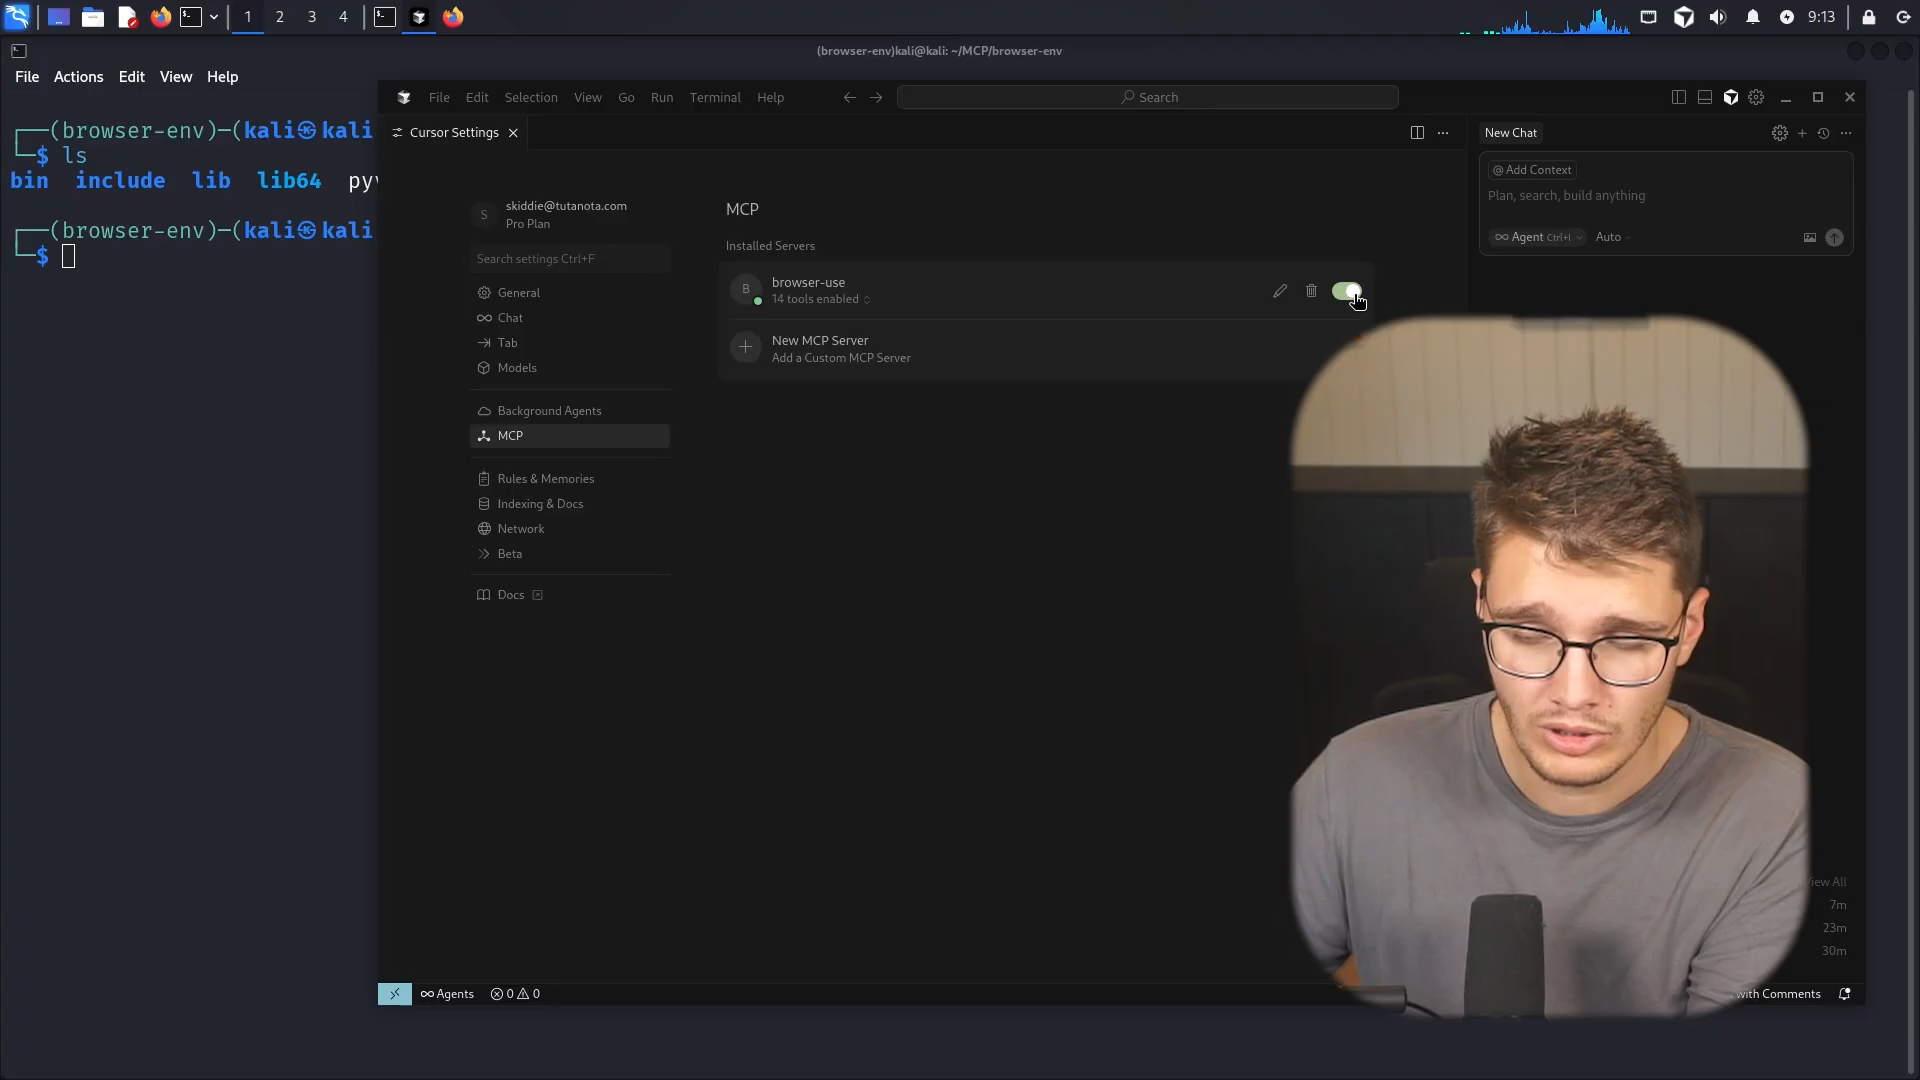 1 2 3 4
9:13
(browser-env)kali@kali: ~/MCP/browser-env
File Actions Edit View Help
(browser-env)-(kali㉿kali
$ ls
bin include lib lib64
(browser-env)-(kali㉿kali
$
File Edit Selection View Go Run Terminal Help
Search
Cursor Settings
S
skiddie@tutanota.com
Pro Plan
Search settings Ctrl+F
General
Chat
Tab
Models
Background Agents
MCP
Rules & Memories
Indexing & Docs
Network
Beta
Docs
MCP
Installed Servers
B
browser-use
14 tools enabled
New MCP Server
Add a Custom MCP Server
New Chat
@ Add Context
Plan, search, build anything
Agent Ctrl+I
Auto
View All
7m
23m
30m
Agents
0 0
with Comments